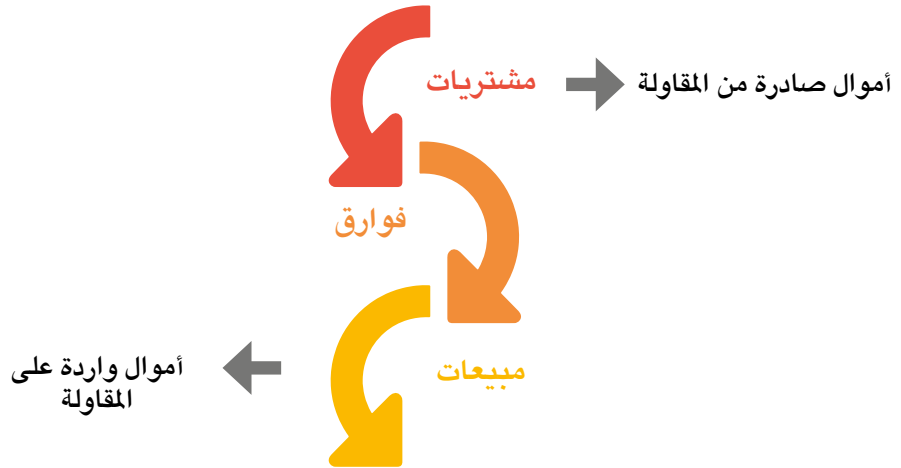 أموال صادرة من المقاولة
مشتريات
فوارق
مبيعات
أموال واردة على
المقاولة